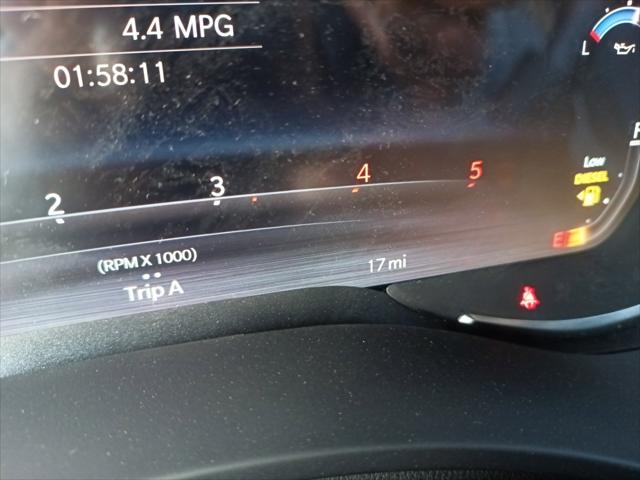 4.4 MPG
01:58:11
L
F
2 3 4 5
Low
DIESEL
E
(RPM X 1000)
17 mi
Trip A